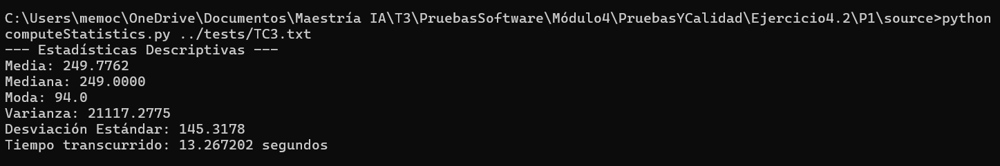 C:\Users\memoc\OneDrive\Documentos\Maestría IA\T3\PruebasSoftware\Módulo4\PruebasYCalidad\Ejercicio4.2\P1\source>python
computeStatistics.py ../tests/TC3.txt
--- Estadísticas Descriptivas ---
Media: 249.7762
Mediana: 249.0000
Moda: 94.0
Varianza: 21117.2775
Desviación Estándar: 145.3178
Tiempo transcurrido: 13.267202 segundos